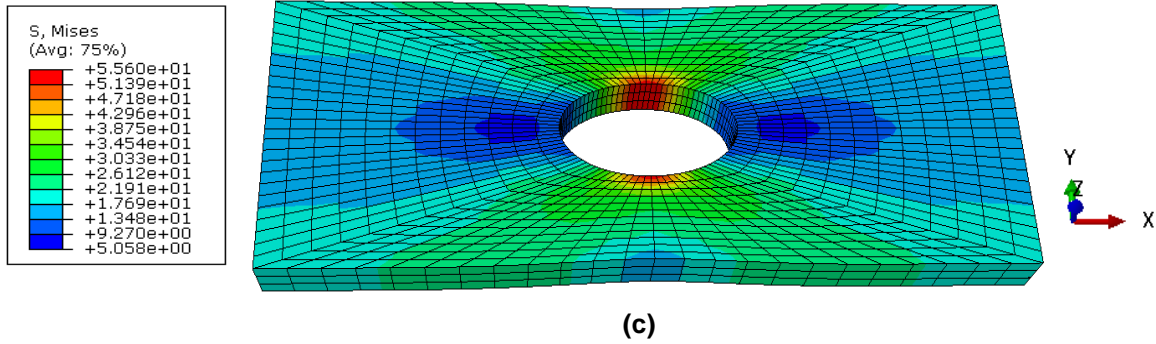 S, Mises
(Avg: 75%)
+5.560e+01
+5.139e+01
+4.718e+01
+4.296e+01
+3.875e+01
+3.454e+01
+3.033e+01
+2.612e+01
+2.191e+01
+1.769e+01
+1.348e+01
+9.270e+00
+5.058e+00
Y
Z
X
(c)